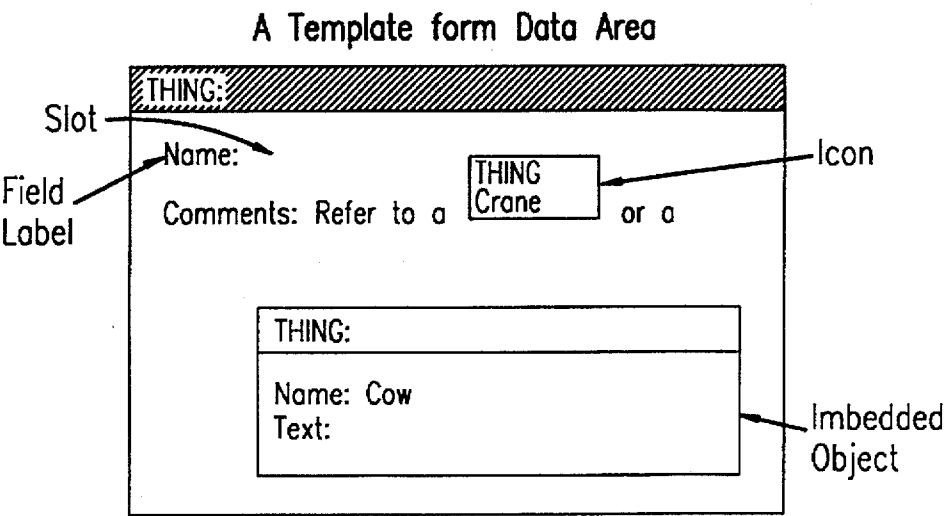 A Template form Data Area
THING:
Slot
Name:
Icon
THING
Crane
Field
Label
Comments: Refer to a
or a
THING:
Name: Cow
Text:
Imbedded
Object